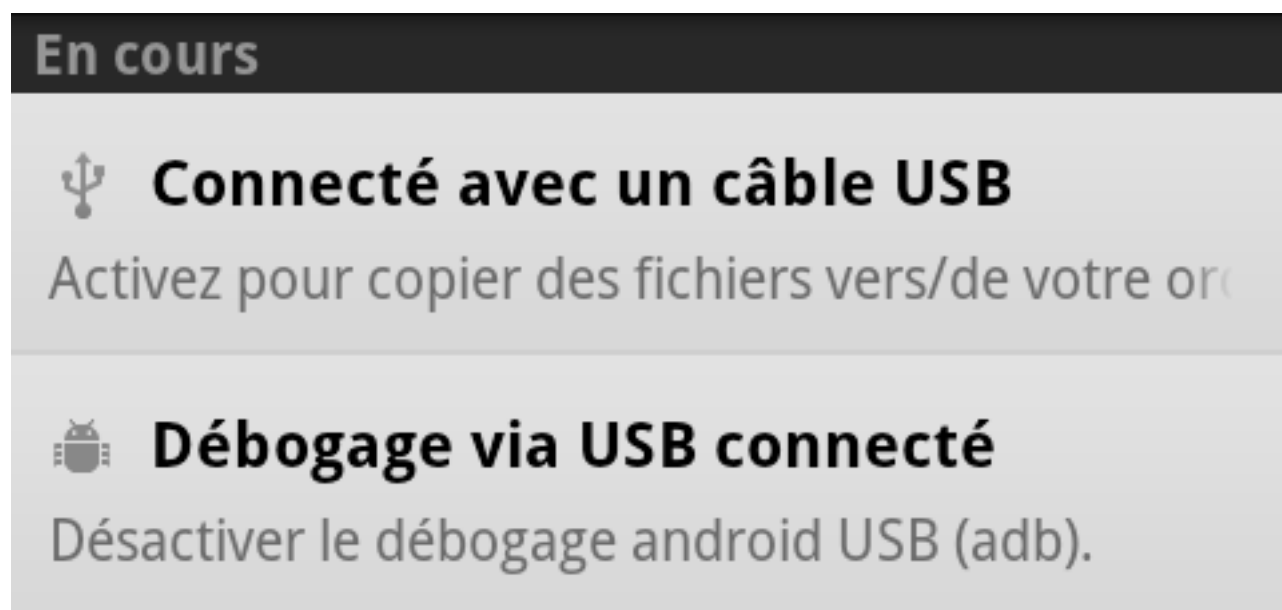 En cours
Connecté avec un câble USB
Activez pour copier des fichiers vers/de votre
Débogage via USB connecté
Désactiver le débogage android USB (adb).